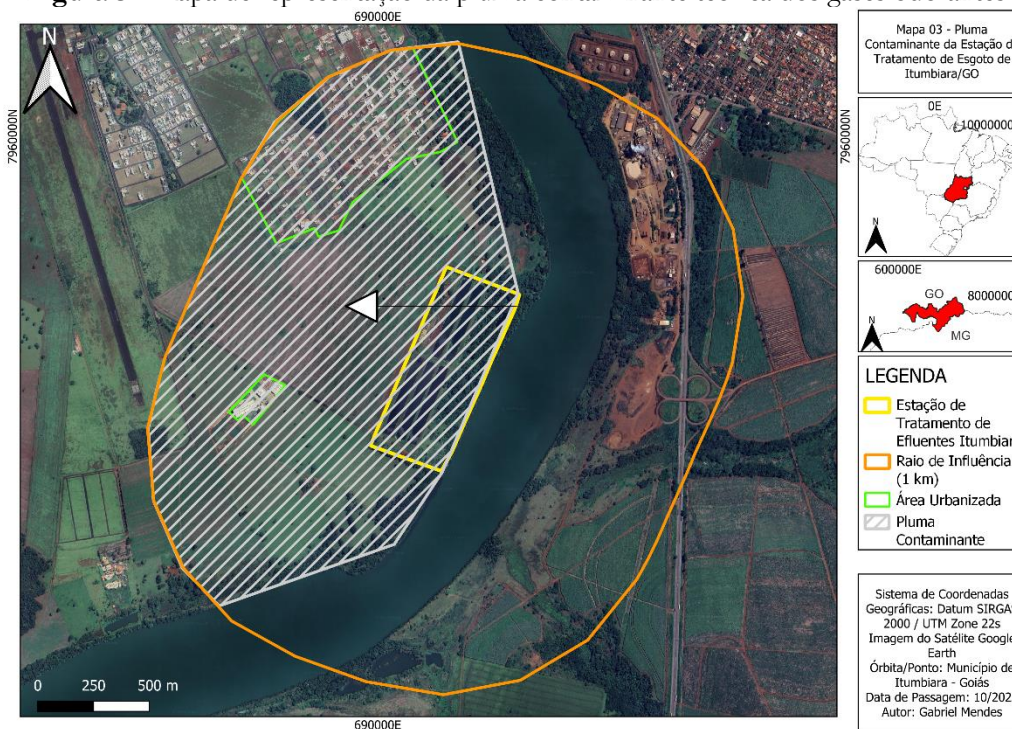 690000E
N
7960000N
7960000N
0 250 500 m
690000E
Mapa 03 - Pluma
Contaminante da Estação d
Tratamento de Esgoto de
Itumbiara/GO
0E
10000000
N
600000E
GO
8000000
N
MG
LEGENDA
Estação de
Tratamento de
Efluentes Itumbiar
Raio de Influência
(1 km)
Área Urbanizada
Pluma
Contaminante
Sistema de Coordenadas
Geográficas: Datum SIRGA
2000 / UTM Zone 22s
Imagem do Satélite Google
Earth
Órbita/Ponto: Município de
Itumbiara - Goiás
Data de Passagem: 10/202
Autor: Gabriel Mendes